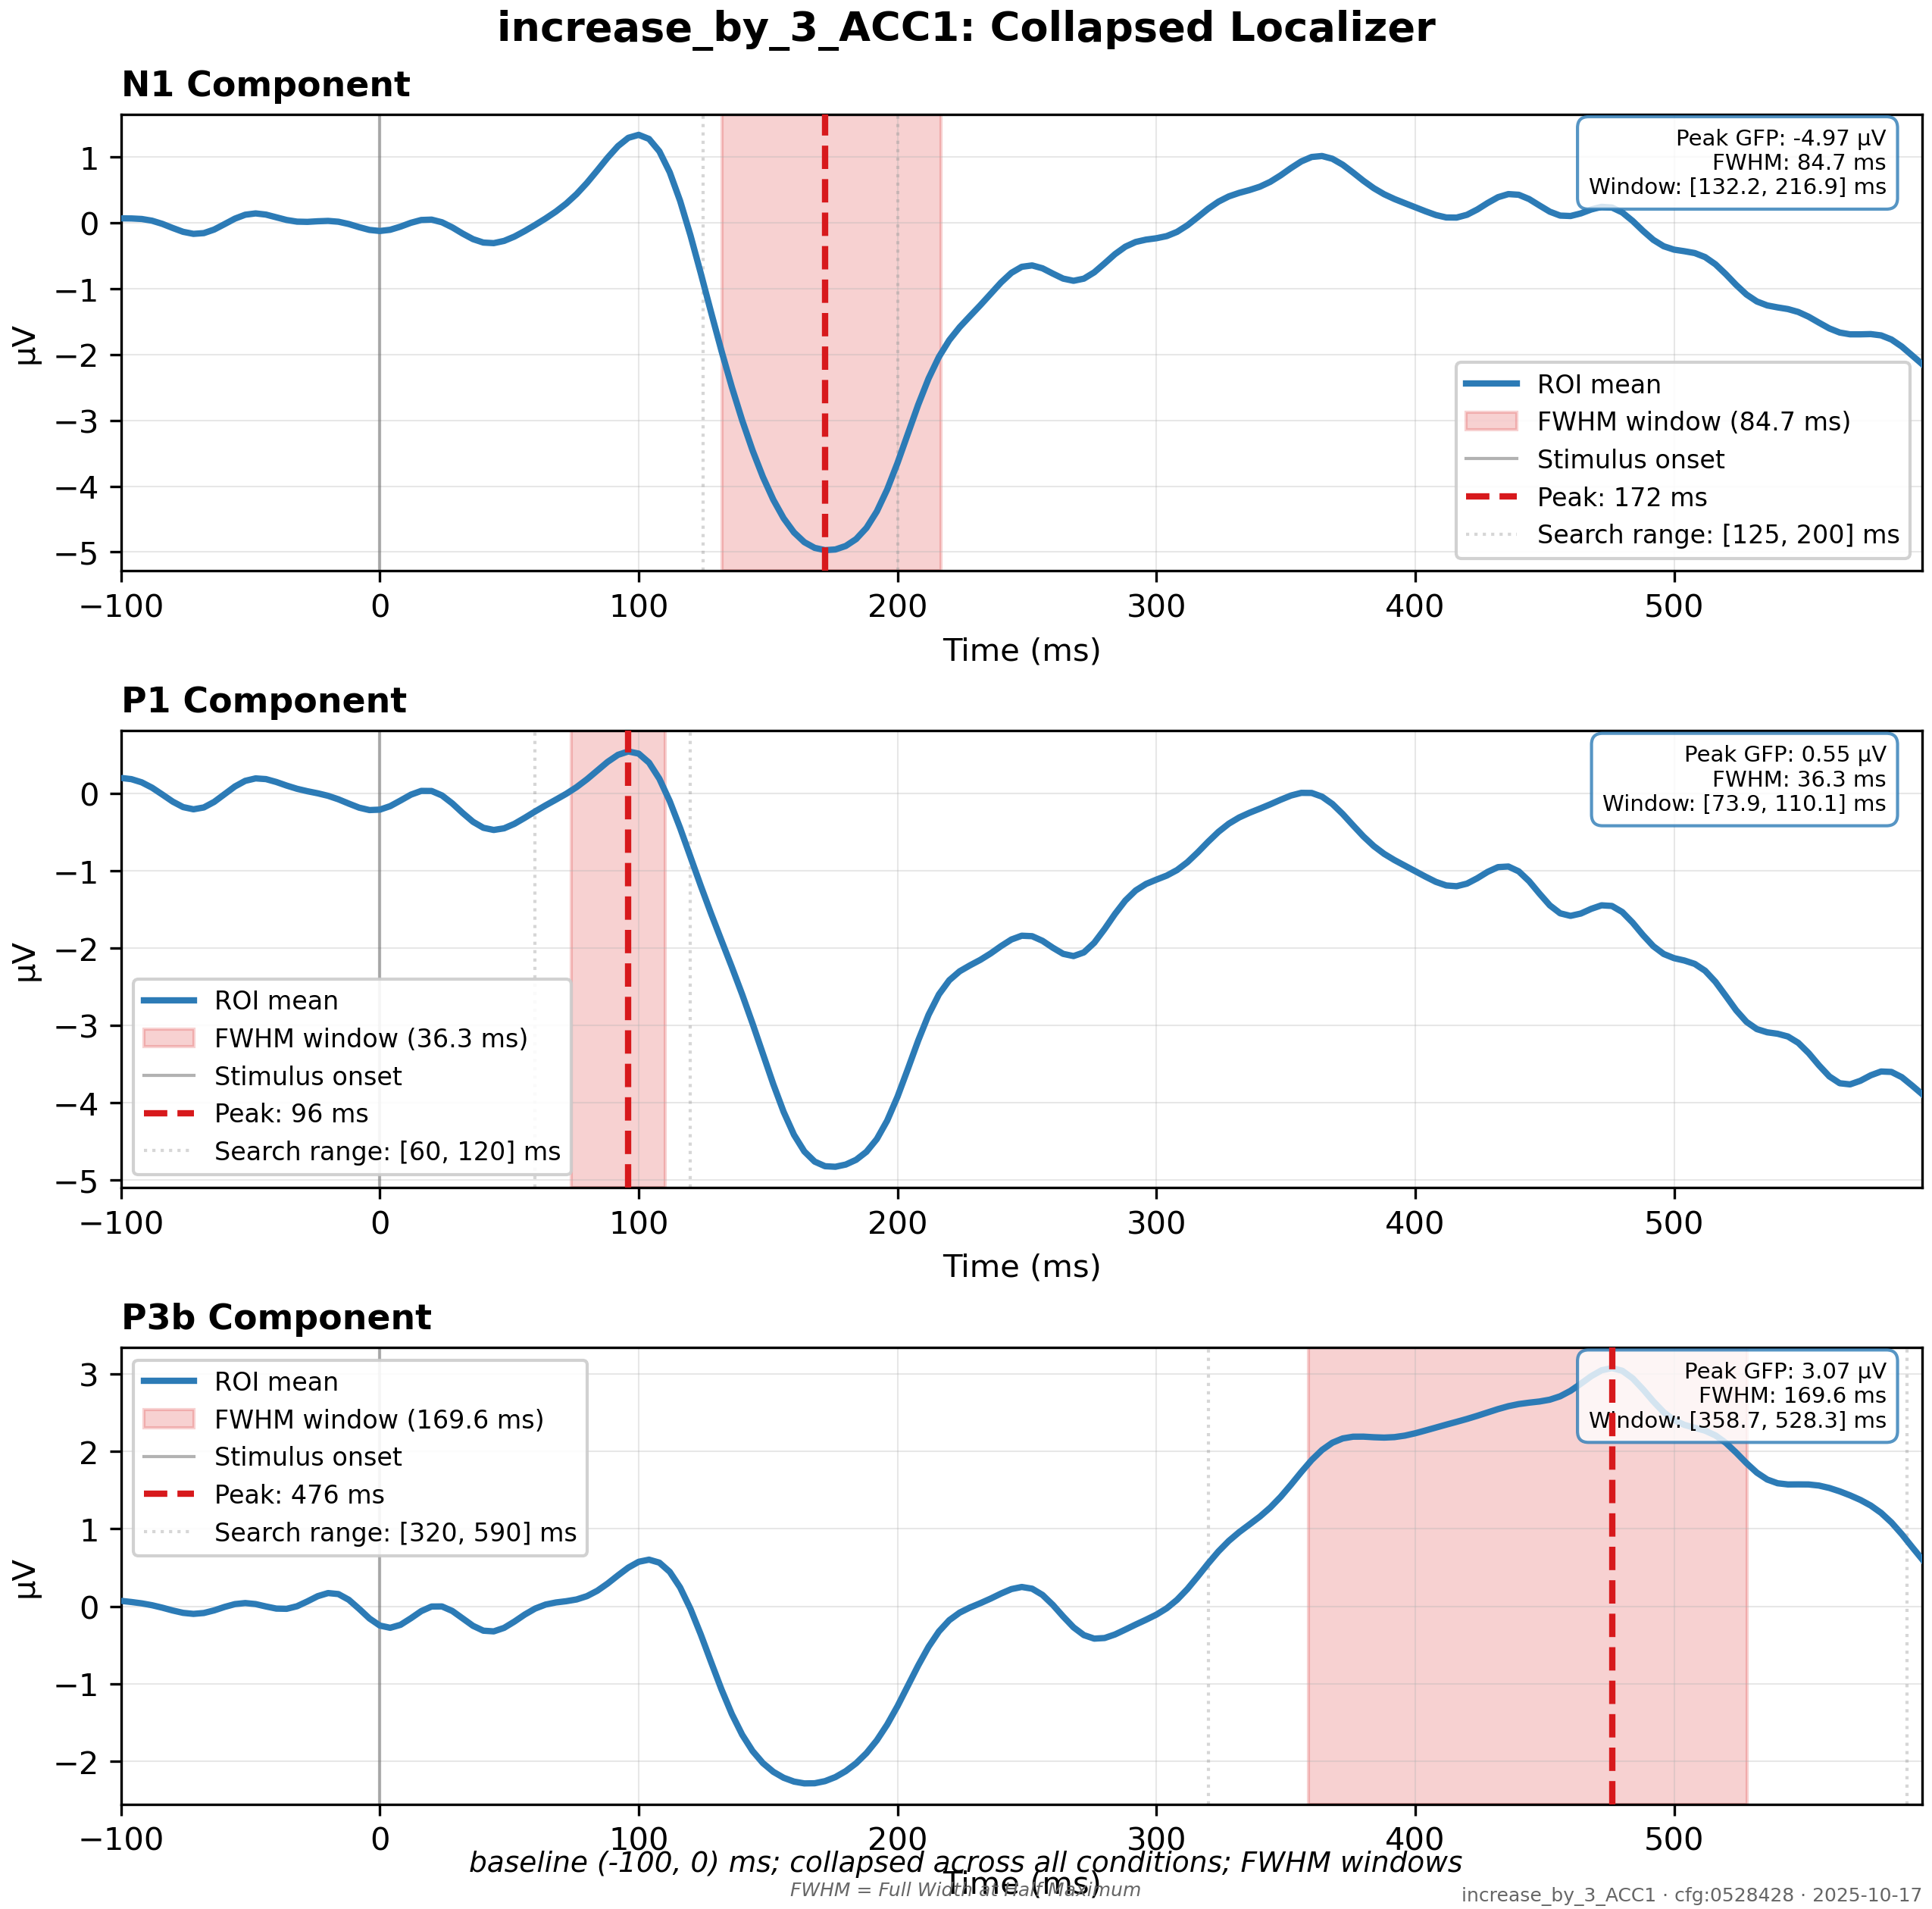 increase_by_3_ACC1: Collapsed Localizer
N1 Component
Peak GFP: -4.97 µV
FWHM: 84.7 ms
Window: [132.2, 216.9] ms
1
0
−1
−2
−3
−4
−5
µV
ROI mean
FWHM window (84.7 ms)
Stimulus onset
Peak: 172 ms
Search range: [125, 200] ms
−100 0 100 200 300 400 500
Time (ms)
P1 Component
Peak GFP: 0.55 µV
FWHM: 36.3 ms
Window: [73.9, 110.1] ms
0
−1
−2
−3
−4
−5
µV
ROI mean
FWHM window (36.3 ms)
Stimulus onset
Peak: 96 ms
Search range: [60, 120] ms
−100 0 100 200 300 400 500
Time (ms)
P3b Component
ROI mean
FWHM window (169.6 ms)
Stimulus onset
Peak: 476 ms
Search range: [320, 590] ms
Peak GFP: 3.07 µV
FWHM: 169.6 ms
Window: [358.7, 528.3] ms
3
2
1
0
−1
−2
µV
−100 0 100 200 300 400 500
baseline (-100, 0) ms; collapsed across all conditions; FWHM windows
Time (ms)
FWHM = Full Width at Half Maximum
increase_by_3_ACC1 · cfg:0528428 · 2025-10-17